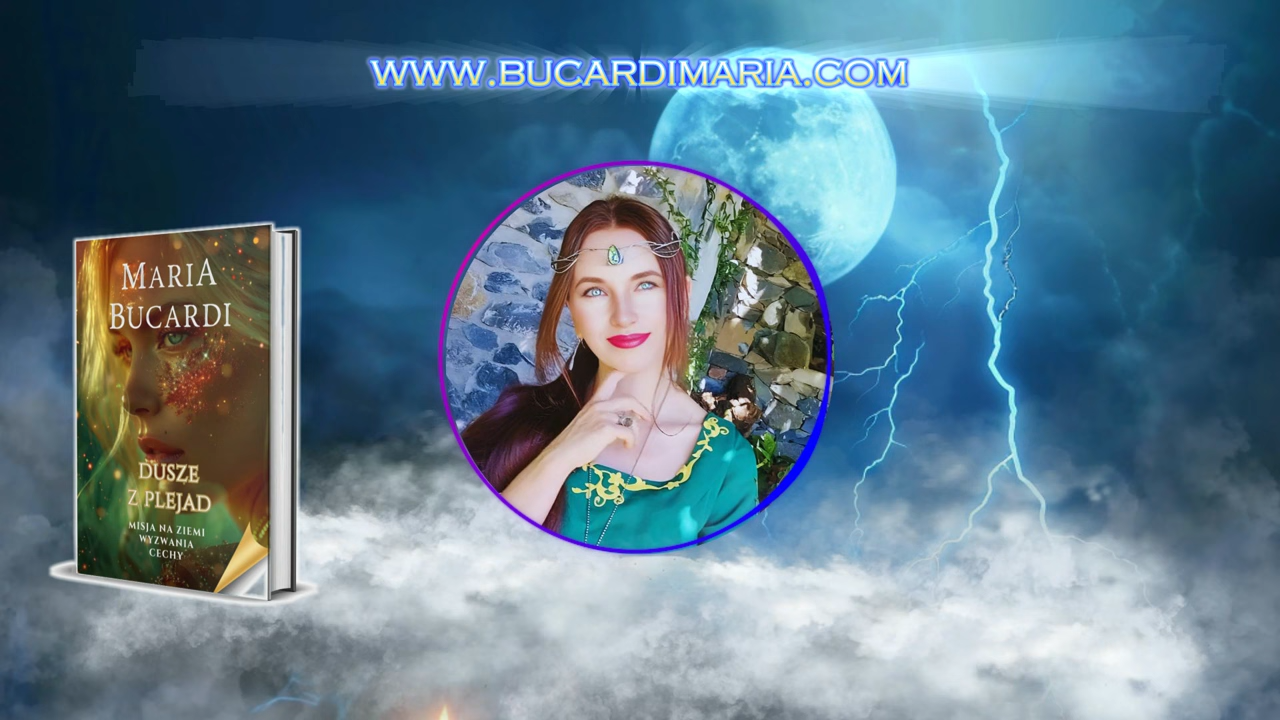 WWW.BUCARDIMARIA.COM
MARIA
BUCARDI
DUSZE
Z PLEJAD
MISJA NA ZIEMI
WYZWANIA
CECHY